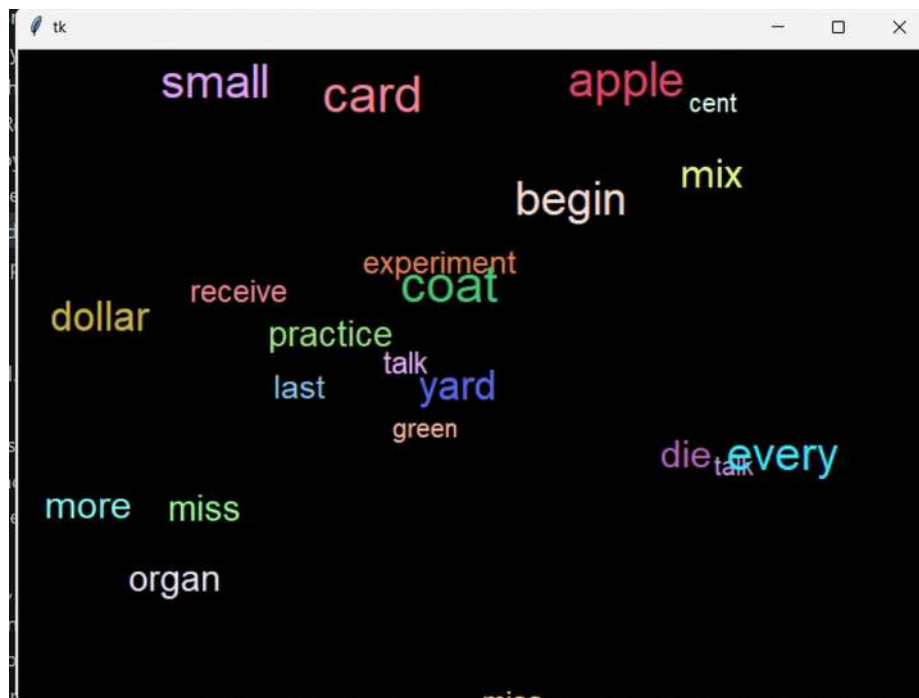 tk
small
card
apple
cent
mix
begin
experiment
coat
receive
dollar
practice
talk
last
yard
green
die
talk
every
more
miss
organ